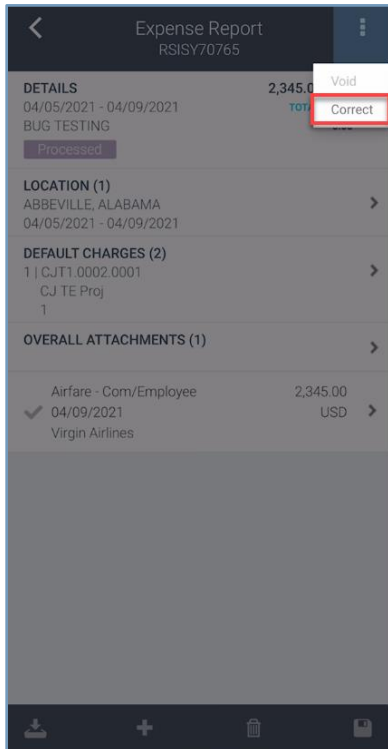 Expense Report
RSISY70765
Void
Correct
DETAILS
2,345.0
04/05/2021 - 04/09/2021
TOT
BUG TESTING
Processed
LOCATION (1)
ABBEVILLE, ALABAMA
04/05/2021 - 04/09/2021
DEFAULT CHARGES (2)
1 | CJT1.0002.0001
CJ TE Proj
1
OVERALL ATTACHMENTS (1)
Airfare - Com/Employee
2,345.00
04/09/2021
USD
Virgin Airlines